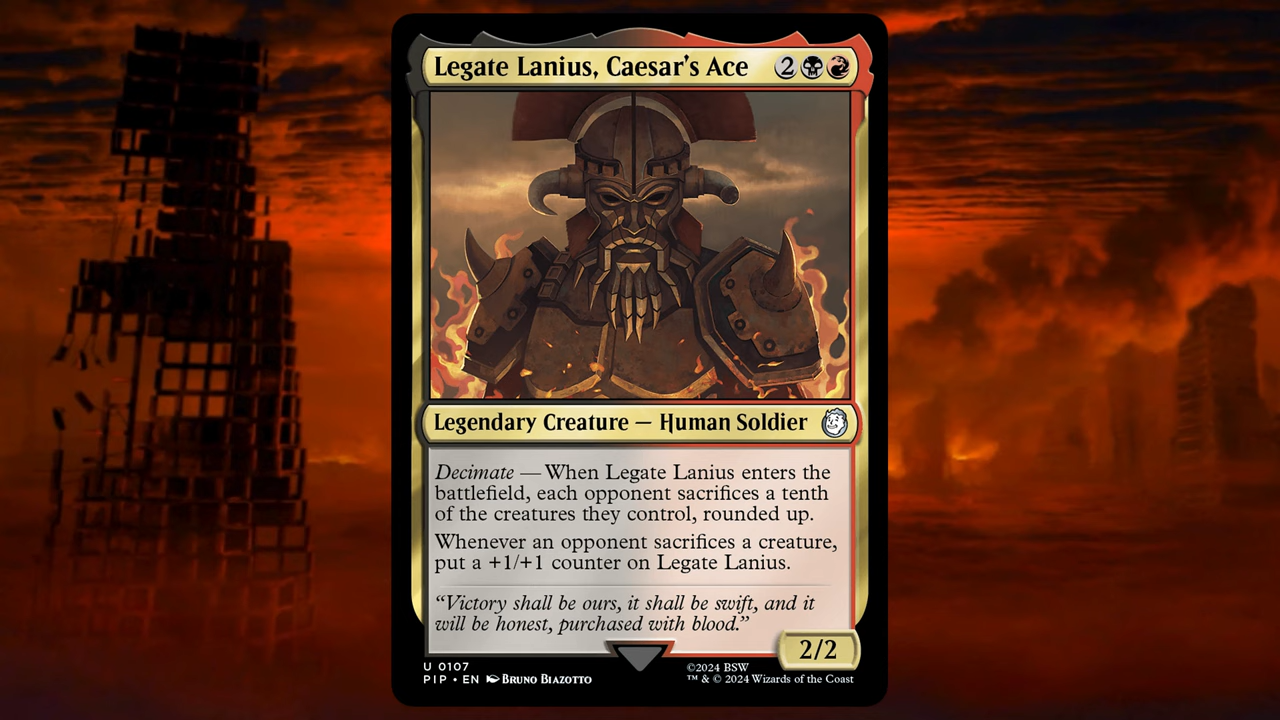 Legate Lanius, Caesar's Ace 2
Legendary Creature — Human Soldier
Decimate — When Legate Lanius enters the
battlefield, each opponent sacrifices a tenth
of the creatures they control, rounded up.
Whenever an opponent sacrifices a creature,
put a +1/+1 counter on Legate Lanius.
“Victory shall be ours, it shall be swift, and it
will be honest, purchased with blood.”
2/2
U 0107
PIP • EN Bruno Biazotto
©2024 BSW
™ & © 2024 Wizards of the Coast